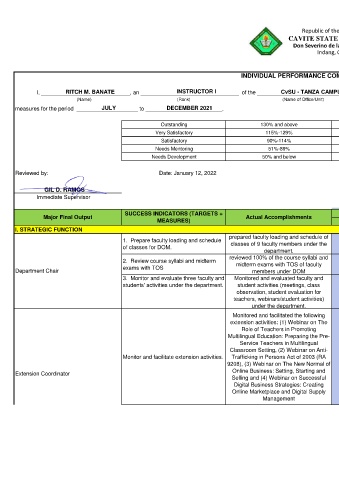 Republic of the
CAVITE STATE
Don Severino de l
Indang,
INDIVIDUAL PERFORMANCE COM
I, RITCH M. BANATE, an INSTRUCTOR I of the CvSU - TANZA CAMP
(Name) (Rank) (Name of Office/Unit)
measures for the period JULY to DECEMBER 2021.
Outstanding 130% and above
Very Satisfactory 115%-129%
Satisfactory 90%-114%
Needs Mentoring 51%-89%
Needs Development 50% and below
Reviewed by: Date: January 12, 2022
GIL D. RAMOS
Immediate Supervisor
Major Final Output
SUCCESS INDICATORS (TARGETS +
MEASURES)
Actual Accomplishments
I. STRATEGIC FUNCTION
Department Chair
1. Prepare faculty loading and schedule
of classes for DOM.
prepared faculty loading and schedule of
classes of 9 faculty members under the
department.
2. Review course syllabi and midterm
exams with TOS
reviewed 100% of the course syllabi and
midterm exams with TOS of faculty
members under DOM
3. Monitor and evaluate three faculty and
students' activities under the department.
Monitored and evaluated faculty and
student activities (meetings, class
observation, student evaluation for
teachers, webinars/student activities)
under the department.
Extension Coordinator
Monitor and facilitate extension activities.
Monitored and facilitated the following
extension activities: (1) Webinar on The
Role of Teachers in Promoting
Multilingual Education: Preparing the Pre-
Service Teachers in Multilingual
Classroom Setting, (2) Webinar on Anti-
Trafficking in Persons Act of 2003 (RA
9208), (3) Webinar on The New Normal of
Online Business: Setting, Starting and
Selling and (4) Webinar on Successful
Digital Business Strategies: Creating
Online Marketplace and Digital Supply
Management